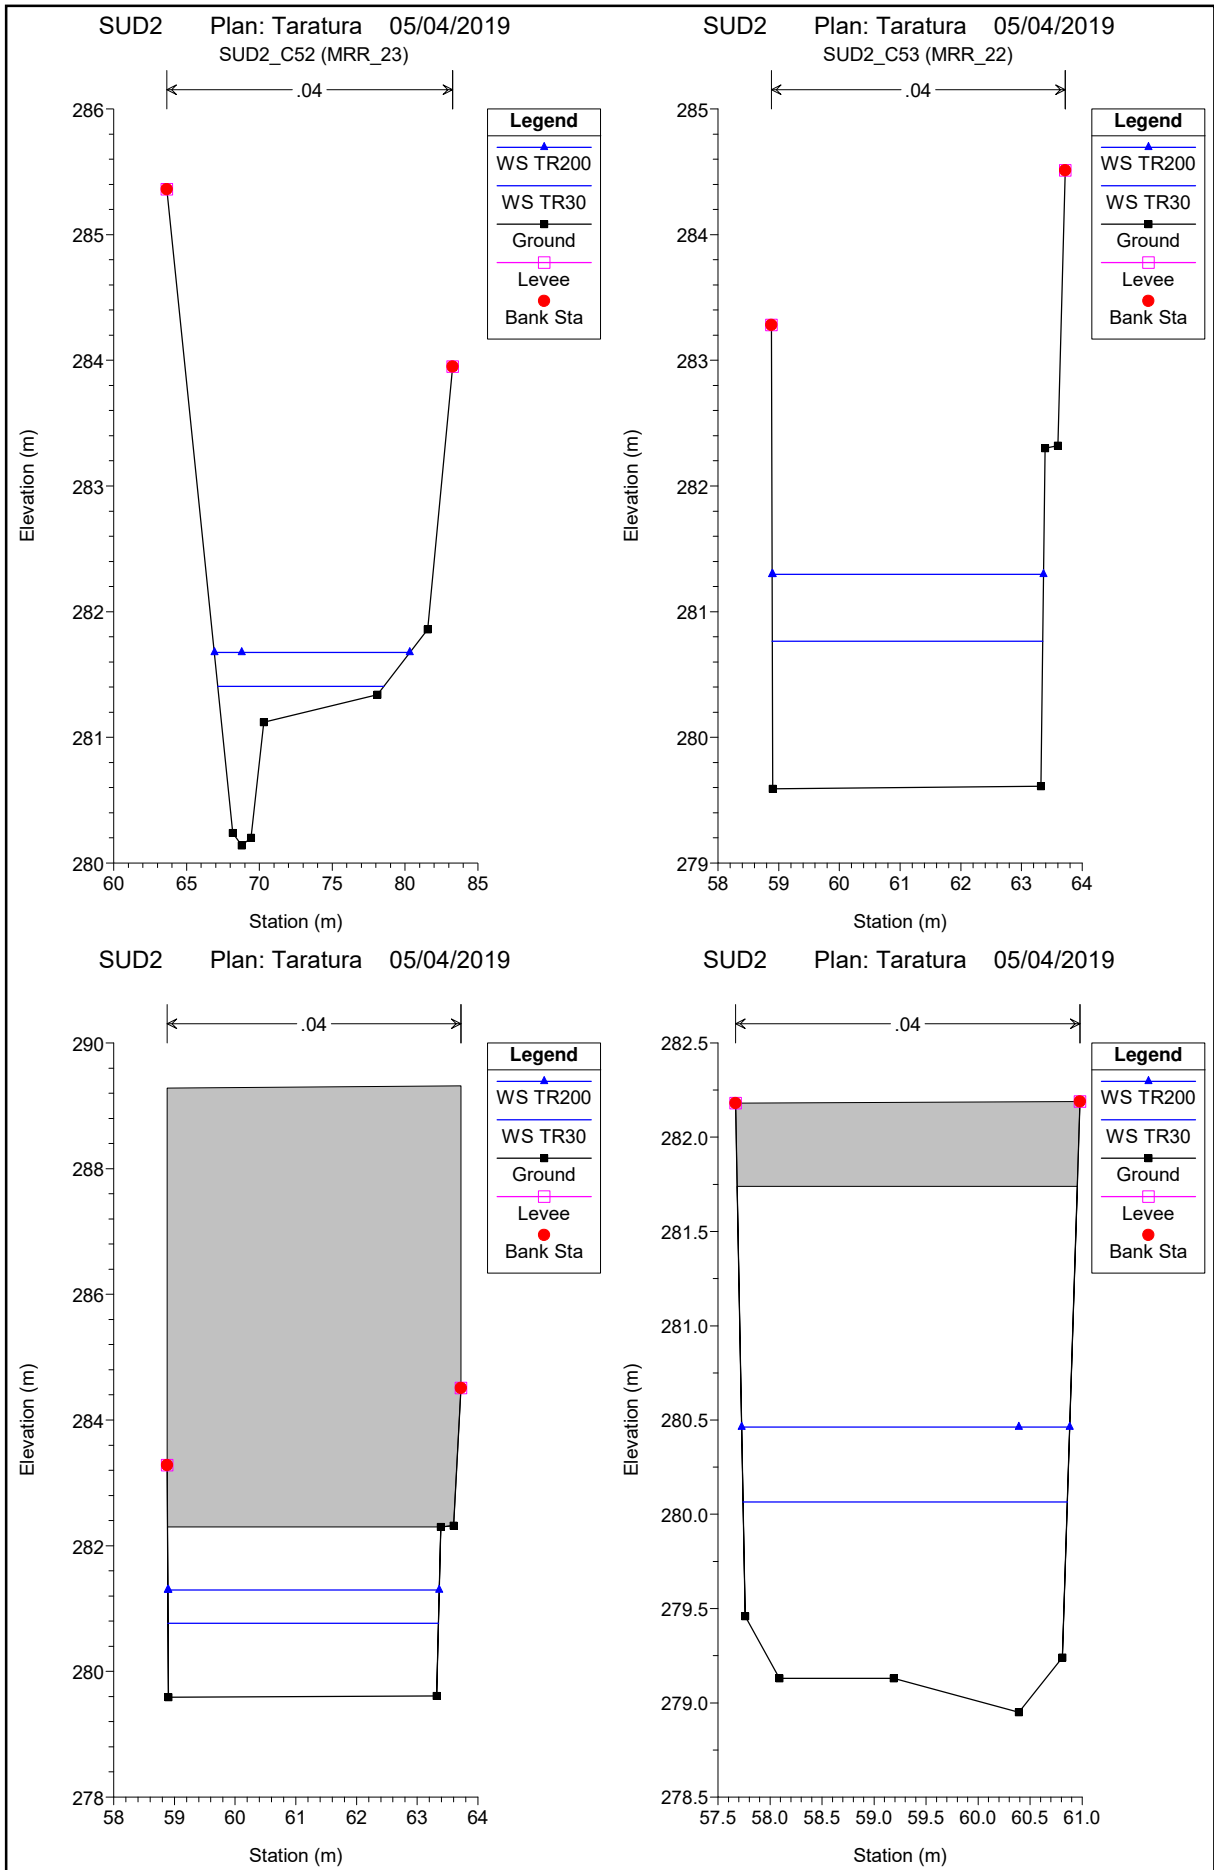 SUD2 Plan: Taratura 05/04/2019
SUD2_C52 (MRR_23)
.04
286
285
284
283
282
281
280
60 65 70 75 80 85
Elevation (m)
Station (m)
Legend
WS TR200
WS TR30
Ground
Levee
Bank Sta
SUD2 Plan: Taratura 05/04/2019
SUD2_C53 (MRR_22)
.04
285
284
283
282
281
280
279
58 59 60 61 62 63 64
Elevation (m)
Station (m)
Legend
WS TR200
WS TR30
Ground
Levee
Bank Sta
SUD2 Plan: Taratura 05/04/2019
.04
290
288
286
284
282
280
278
58 59 60 61 62 63 64
Elevation (m)
Station (m)
Legend
WS TR200
WS TR30
Ground
Levee
Bank Sta
SUD2 Plan: Taratura 05/04/2019
.04
282.5
282.0
281.5
281.0
280.5
280.0
279.5
279.0
278.5
57.5 58.0 58.5 59.0 59.5 60.0 60.5 61.0
Elevation (m)
Station (m)
Legend
WS TR200
WS TR30
Ground
Levee
Bank Sta